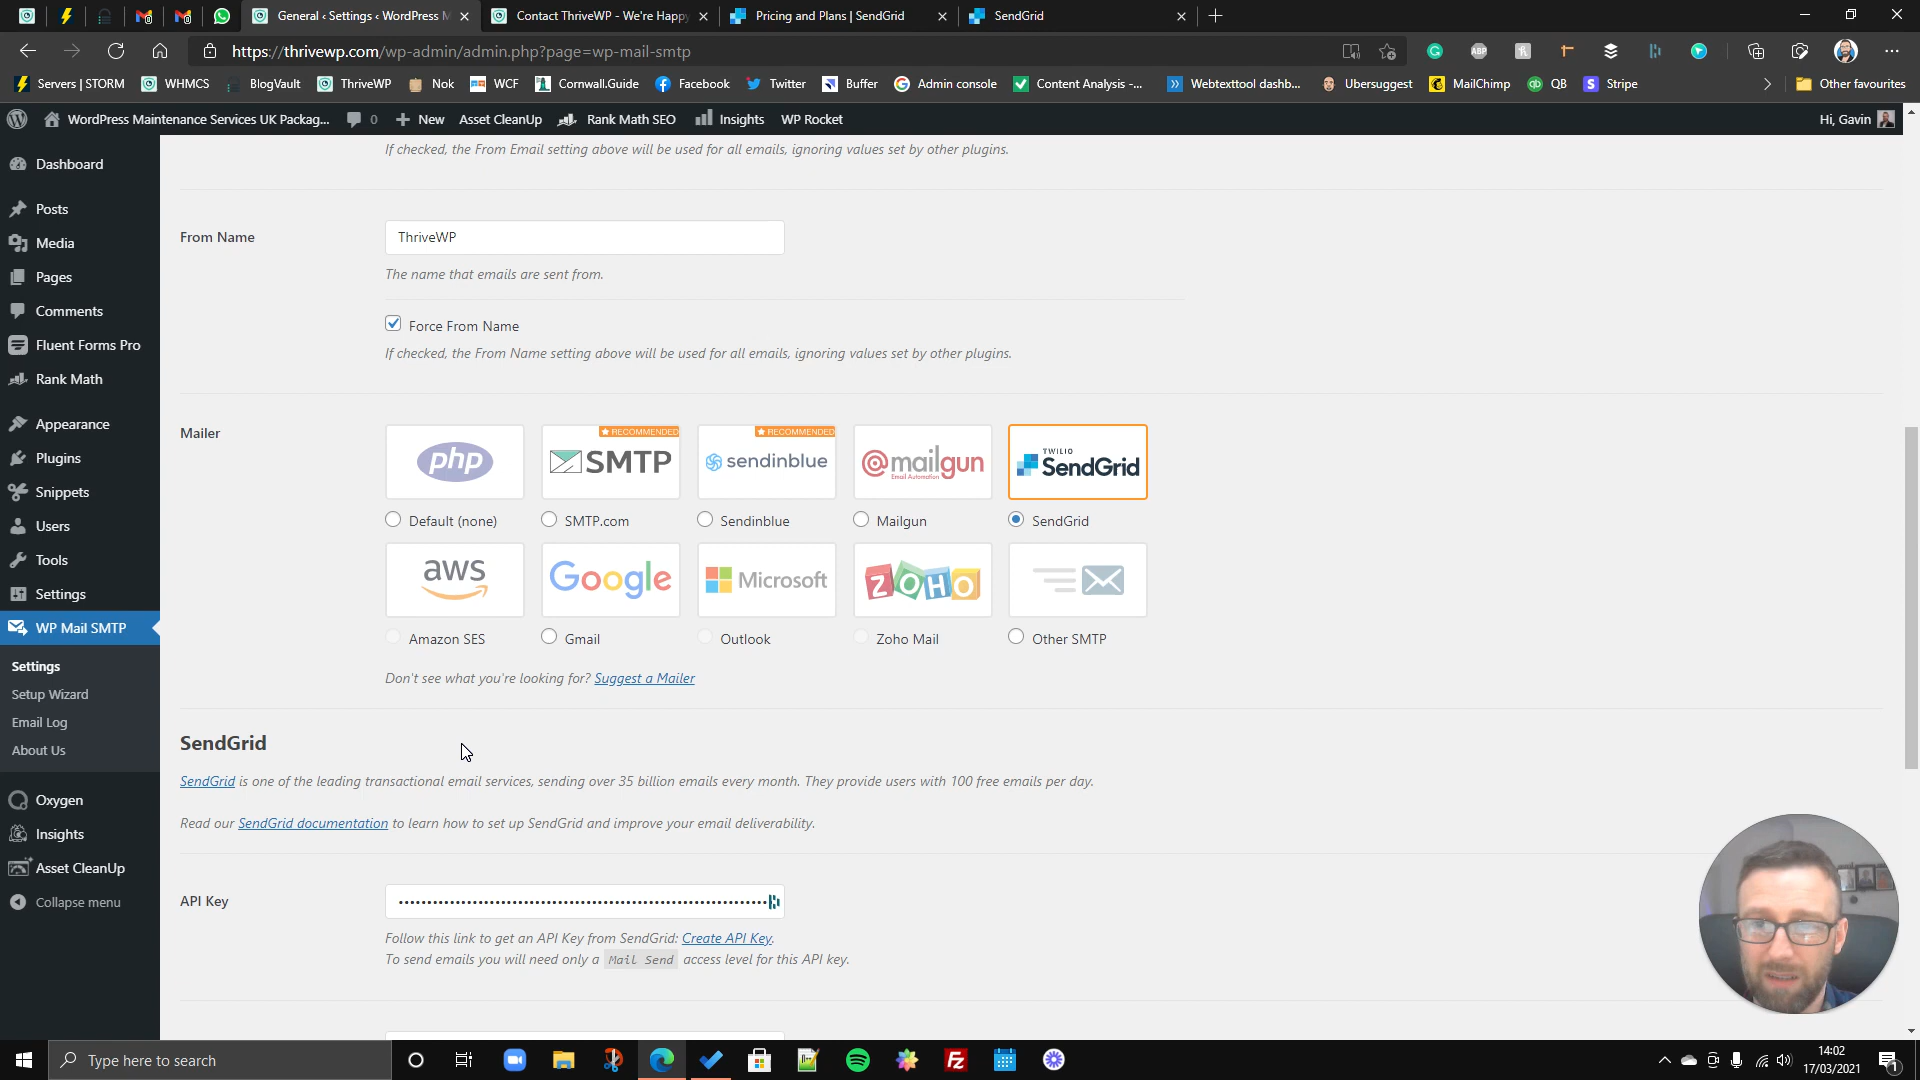 General ‹ Settings ‹ WordPress M
Contact ThriveWP - We're Happy
Pricing and Plans | SendGrid
SendGrid
https://thrivewp.com/wp-admin/admin.php?page=wp-mail-smtp
Servers | STORM
WHMCS
BlogVault
ThriveWP
Nok
WCF
Cornwall.Guide
Facebook
Twitter
Buffer
Admin console
Content Analysis -...
Webtexttool dashb...
Ubersuggest
MailChimp
QB
Stripe
Other favourites
WordPress Maintenance Services UK Packag...
0
New
Asset CleanUp
Rank Math SEO
Insights
WP Rocket
Hi, Gavin
Dashboard
Posts
Media
Pages
Comments
Fluent Forms Pro
Rank Math
Appearance
Plugins
Snippets
Users
Tools
Settings
WP Mail SMTP
Settings
Setup Wizard
Email Log
About Us
Oxygen
Insights
Asset CleanUp
Collapse menu
If checked, the From Email setting above will be used for all emails, ignoring values set by other plugins.
From Name
ThriveWP
The name that emails are sent from.
Force From Name
If checked, the From Name setting above will be used for all emails, ignoring values set by other plugins.
Mailer
php
RECOMMENDED
SMTP
RECOMMENDED
sendinblue
mailgun
Email Automation
TWILIO
SendGrid
Default (none)
SMTP.com
Sendinblue
Mailgun
SendGrid
aws
Google
Microsoft
ZOHO
Amazon SES
Gmail
Outlook
Zoho Mail
Other SMTP
Don't see what you're looking for? Suggest a Mailer
SendGrid
SendGrid is one of the leading transactional email services, sending over 35 billion emails every month. They provide users with 100 free emails per day.
Read our SendGrid documentation to learn how to set up SendGrid and improve your email deliverability.
API Key
Follow this link to get an API Key from SendGrid: Create API Key.
To send emails you will need only a Mail Send access level for this API key.
Type here to search
14:02
17/03/2021
1